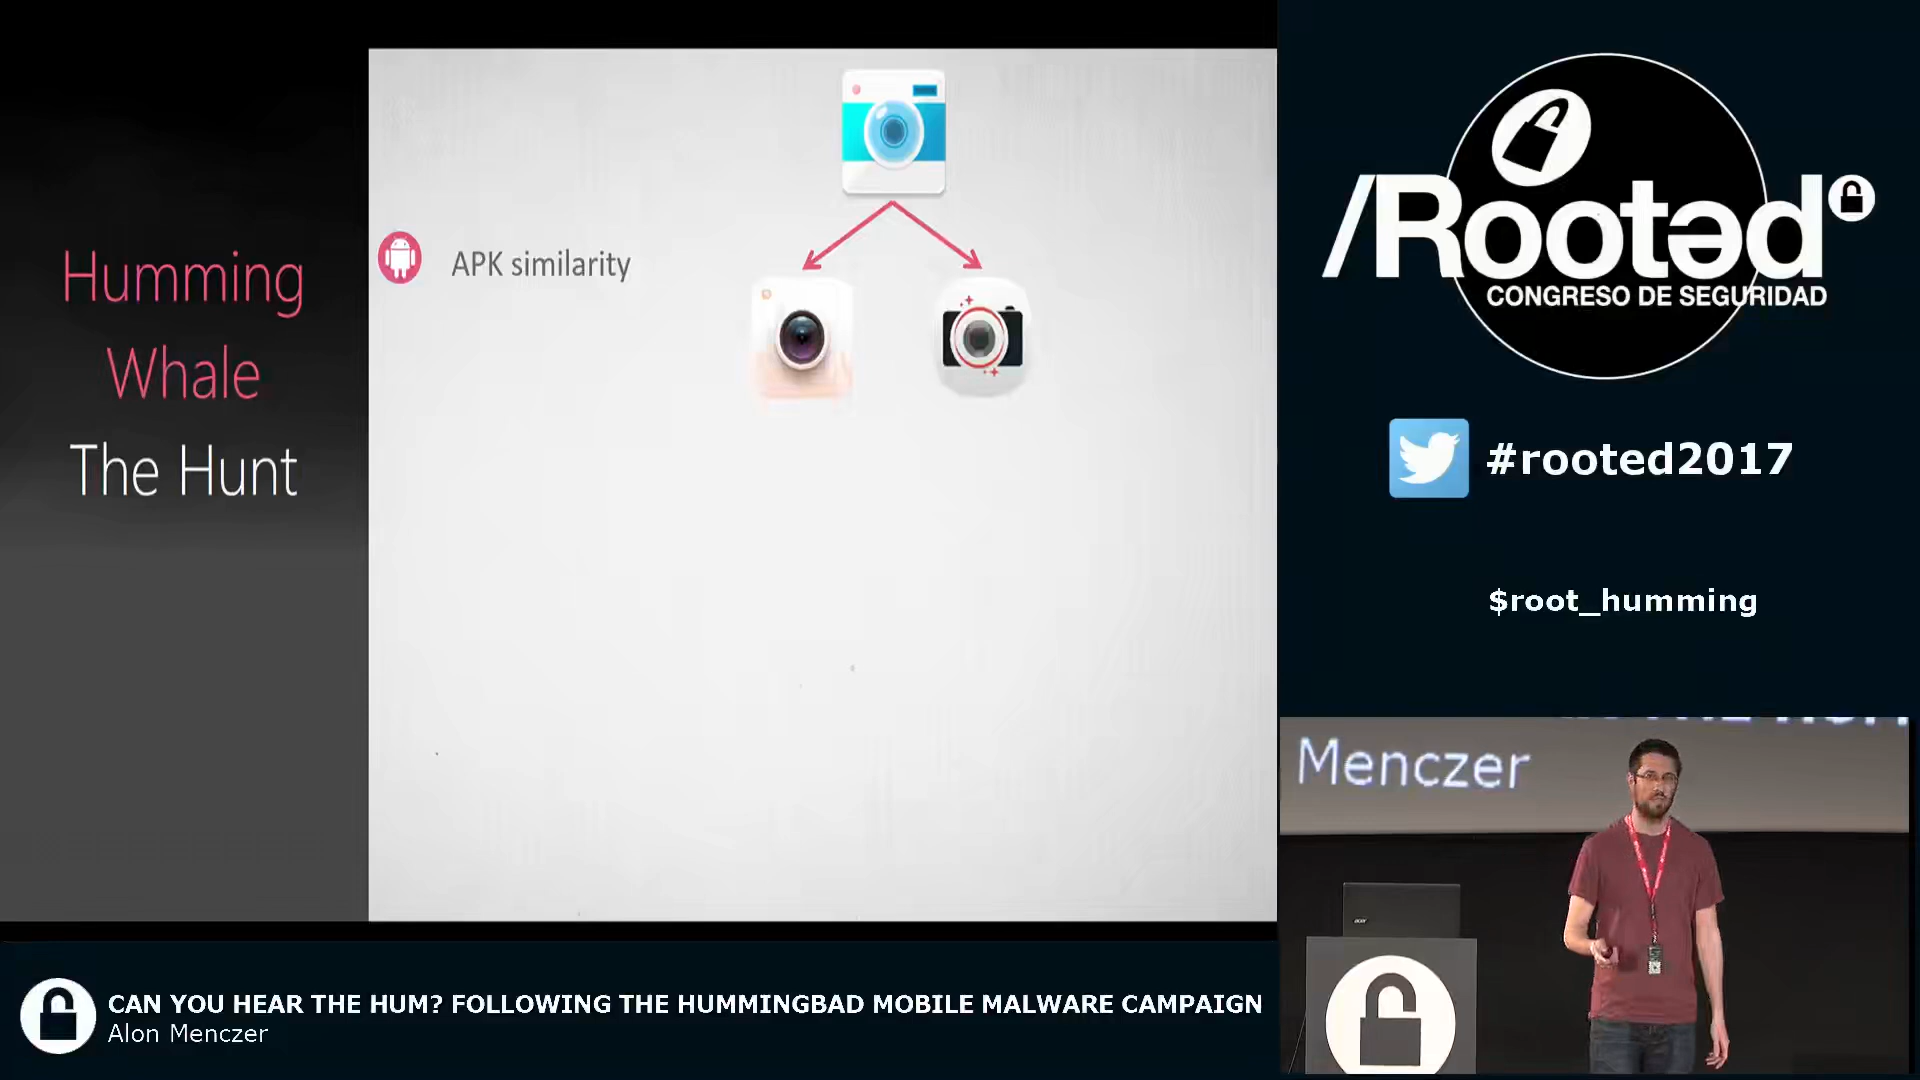 Humming
Whale
The Hunt
APK similarity
/Rooted
CONGRESO DE SEGURIDAD
#rooted2017
$root_humming
Menczer
acer
CAN YOU HEAR THE HUM? FOLLOWING THE HUMMINGBAD MOBILE MALWARE CAMPAIGN
Alon Menczer